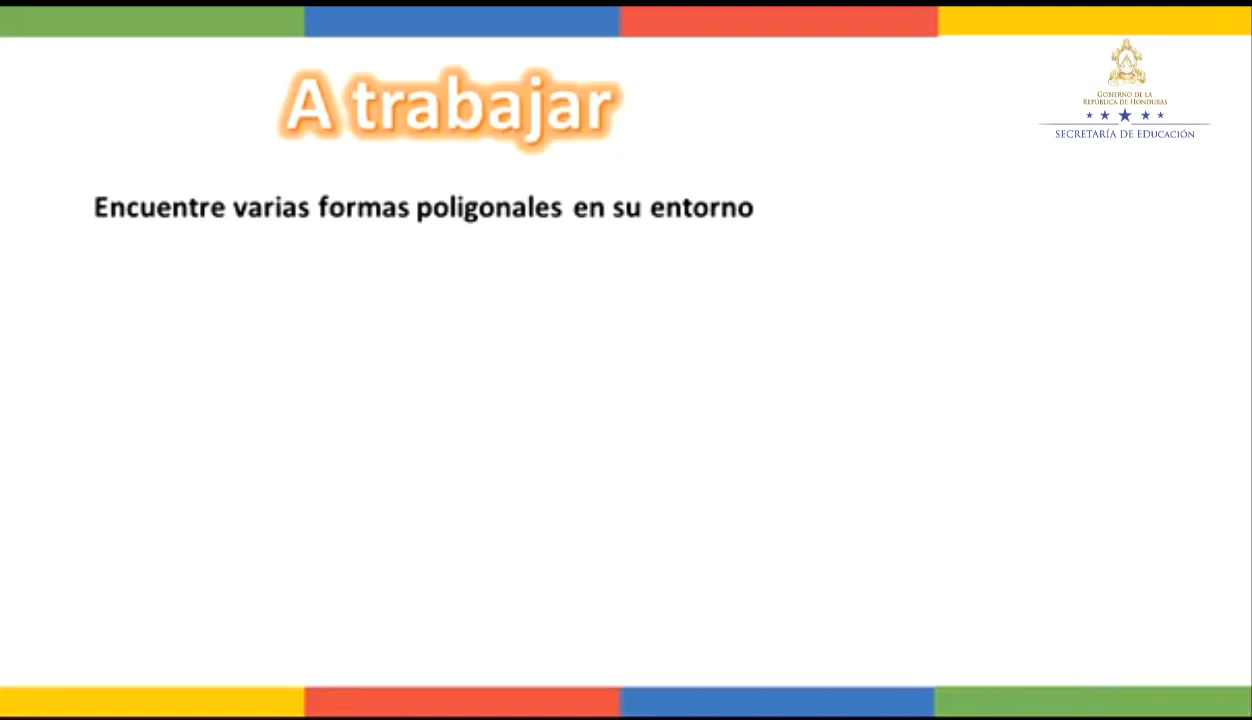 A trabajar
GOBIERNO DE LA
REPÚBLICA DE HONDURAS
SECRETARÍA DE EDUCACIÓN
Encuentre varias formas poligonales en su entorno